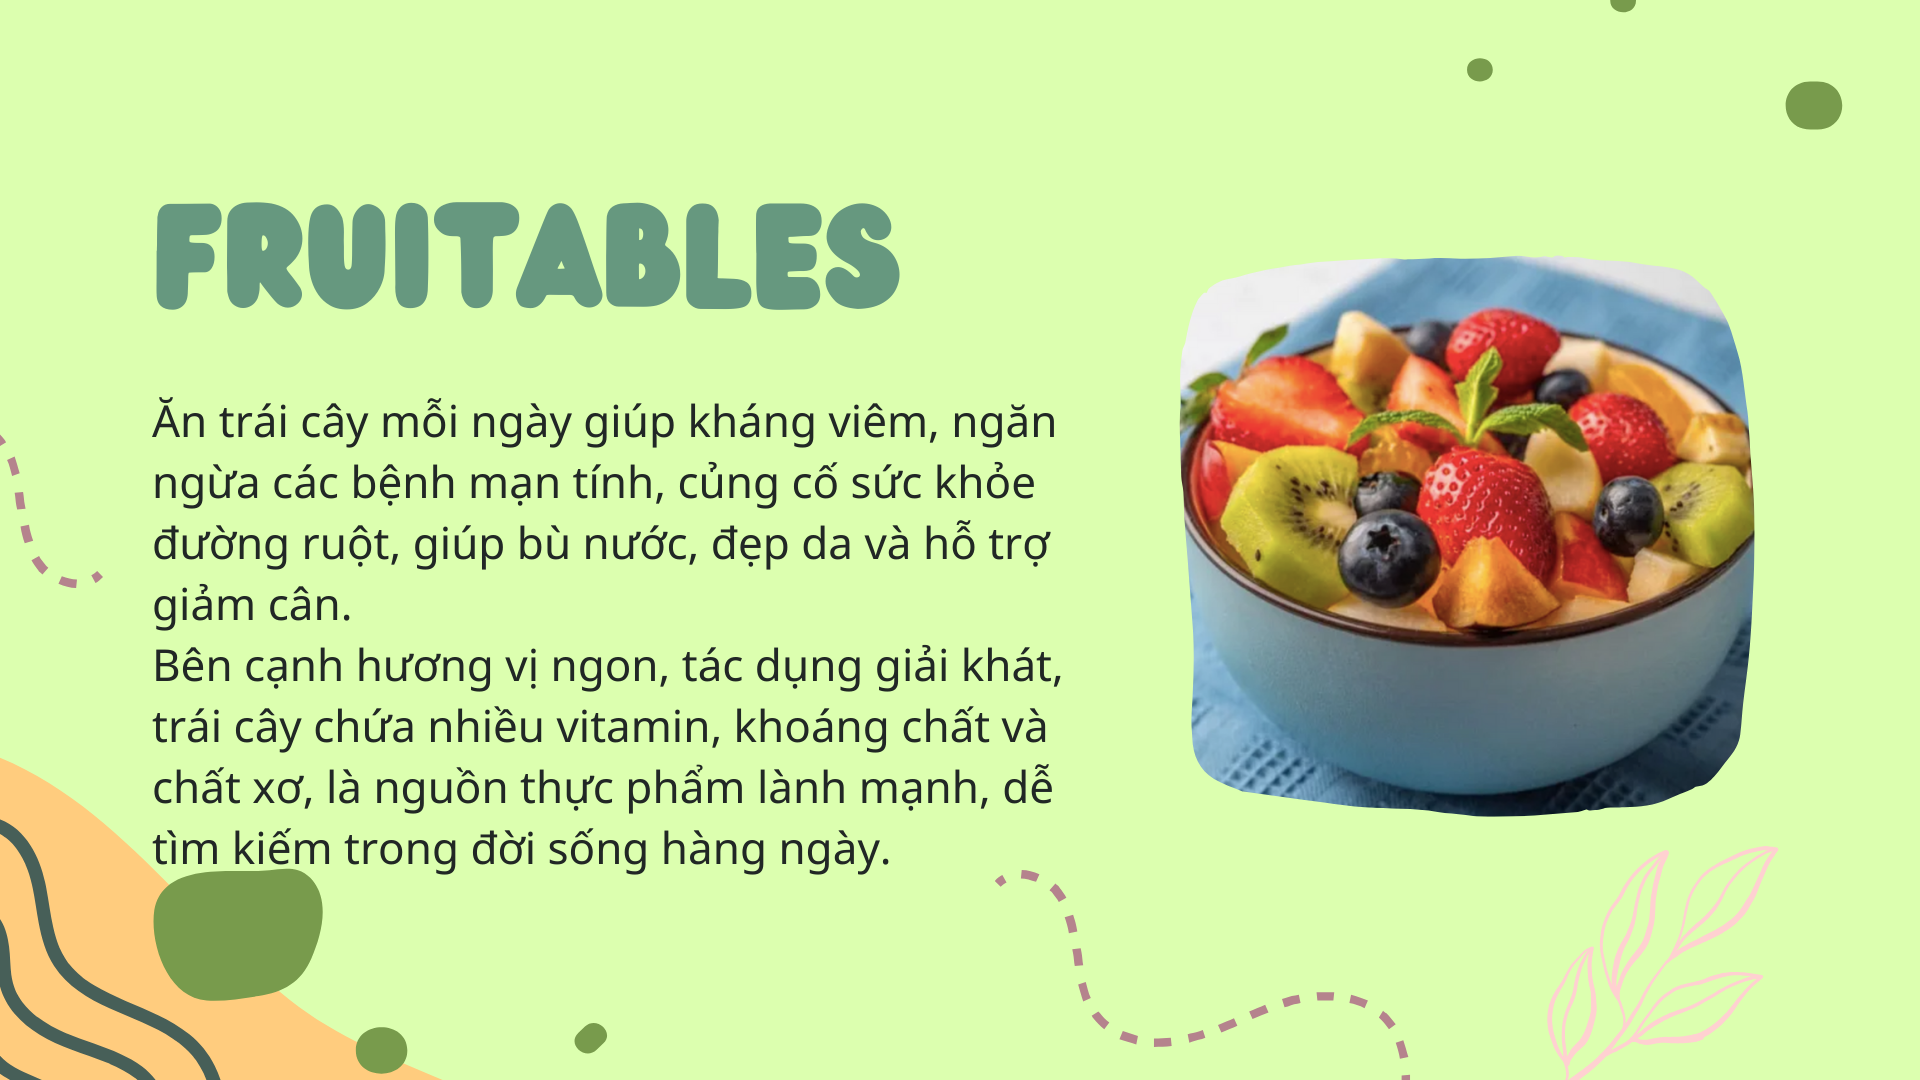 FRUITABLES
Ăn trái cây mỗi ngày giúp kháng viêm, ngăn
ngừa các bệnh mạn tính, củng cố sức khỏe
đường ruột, giúp bù nước, đẹp da và hỗ trợ
giảm cân.
Bên cạnh hương vị ngon, tác dụng giải khát,
trái cây chứa nhiều vitamin, khoáng chất và
chất xơ, là nguồn thực phẩm lành mạnh, dễ
tìm kiếm trong đời sống hàng ngày.